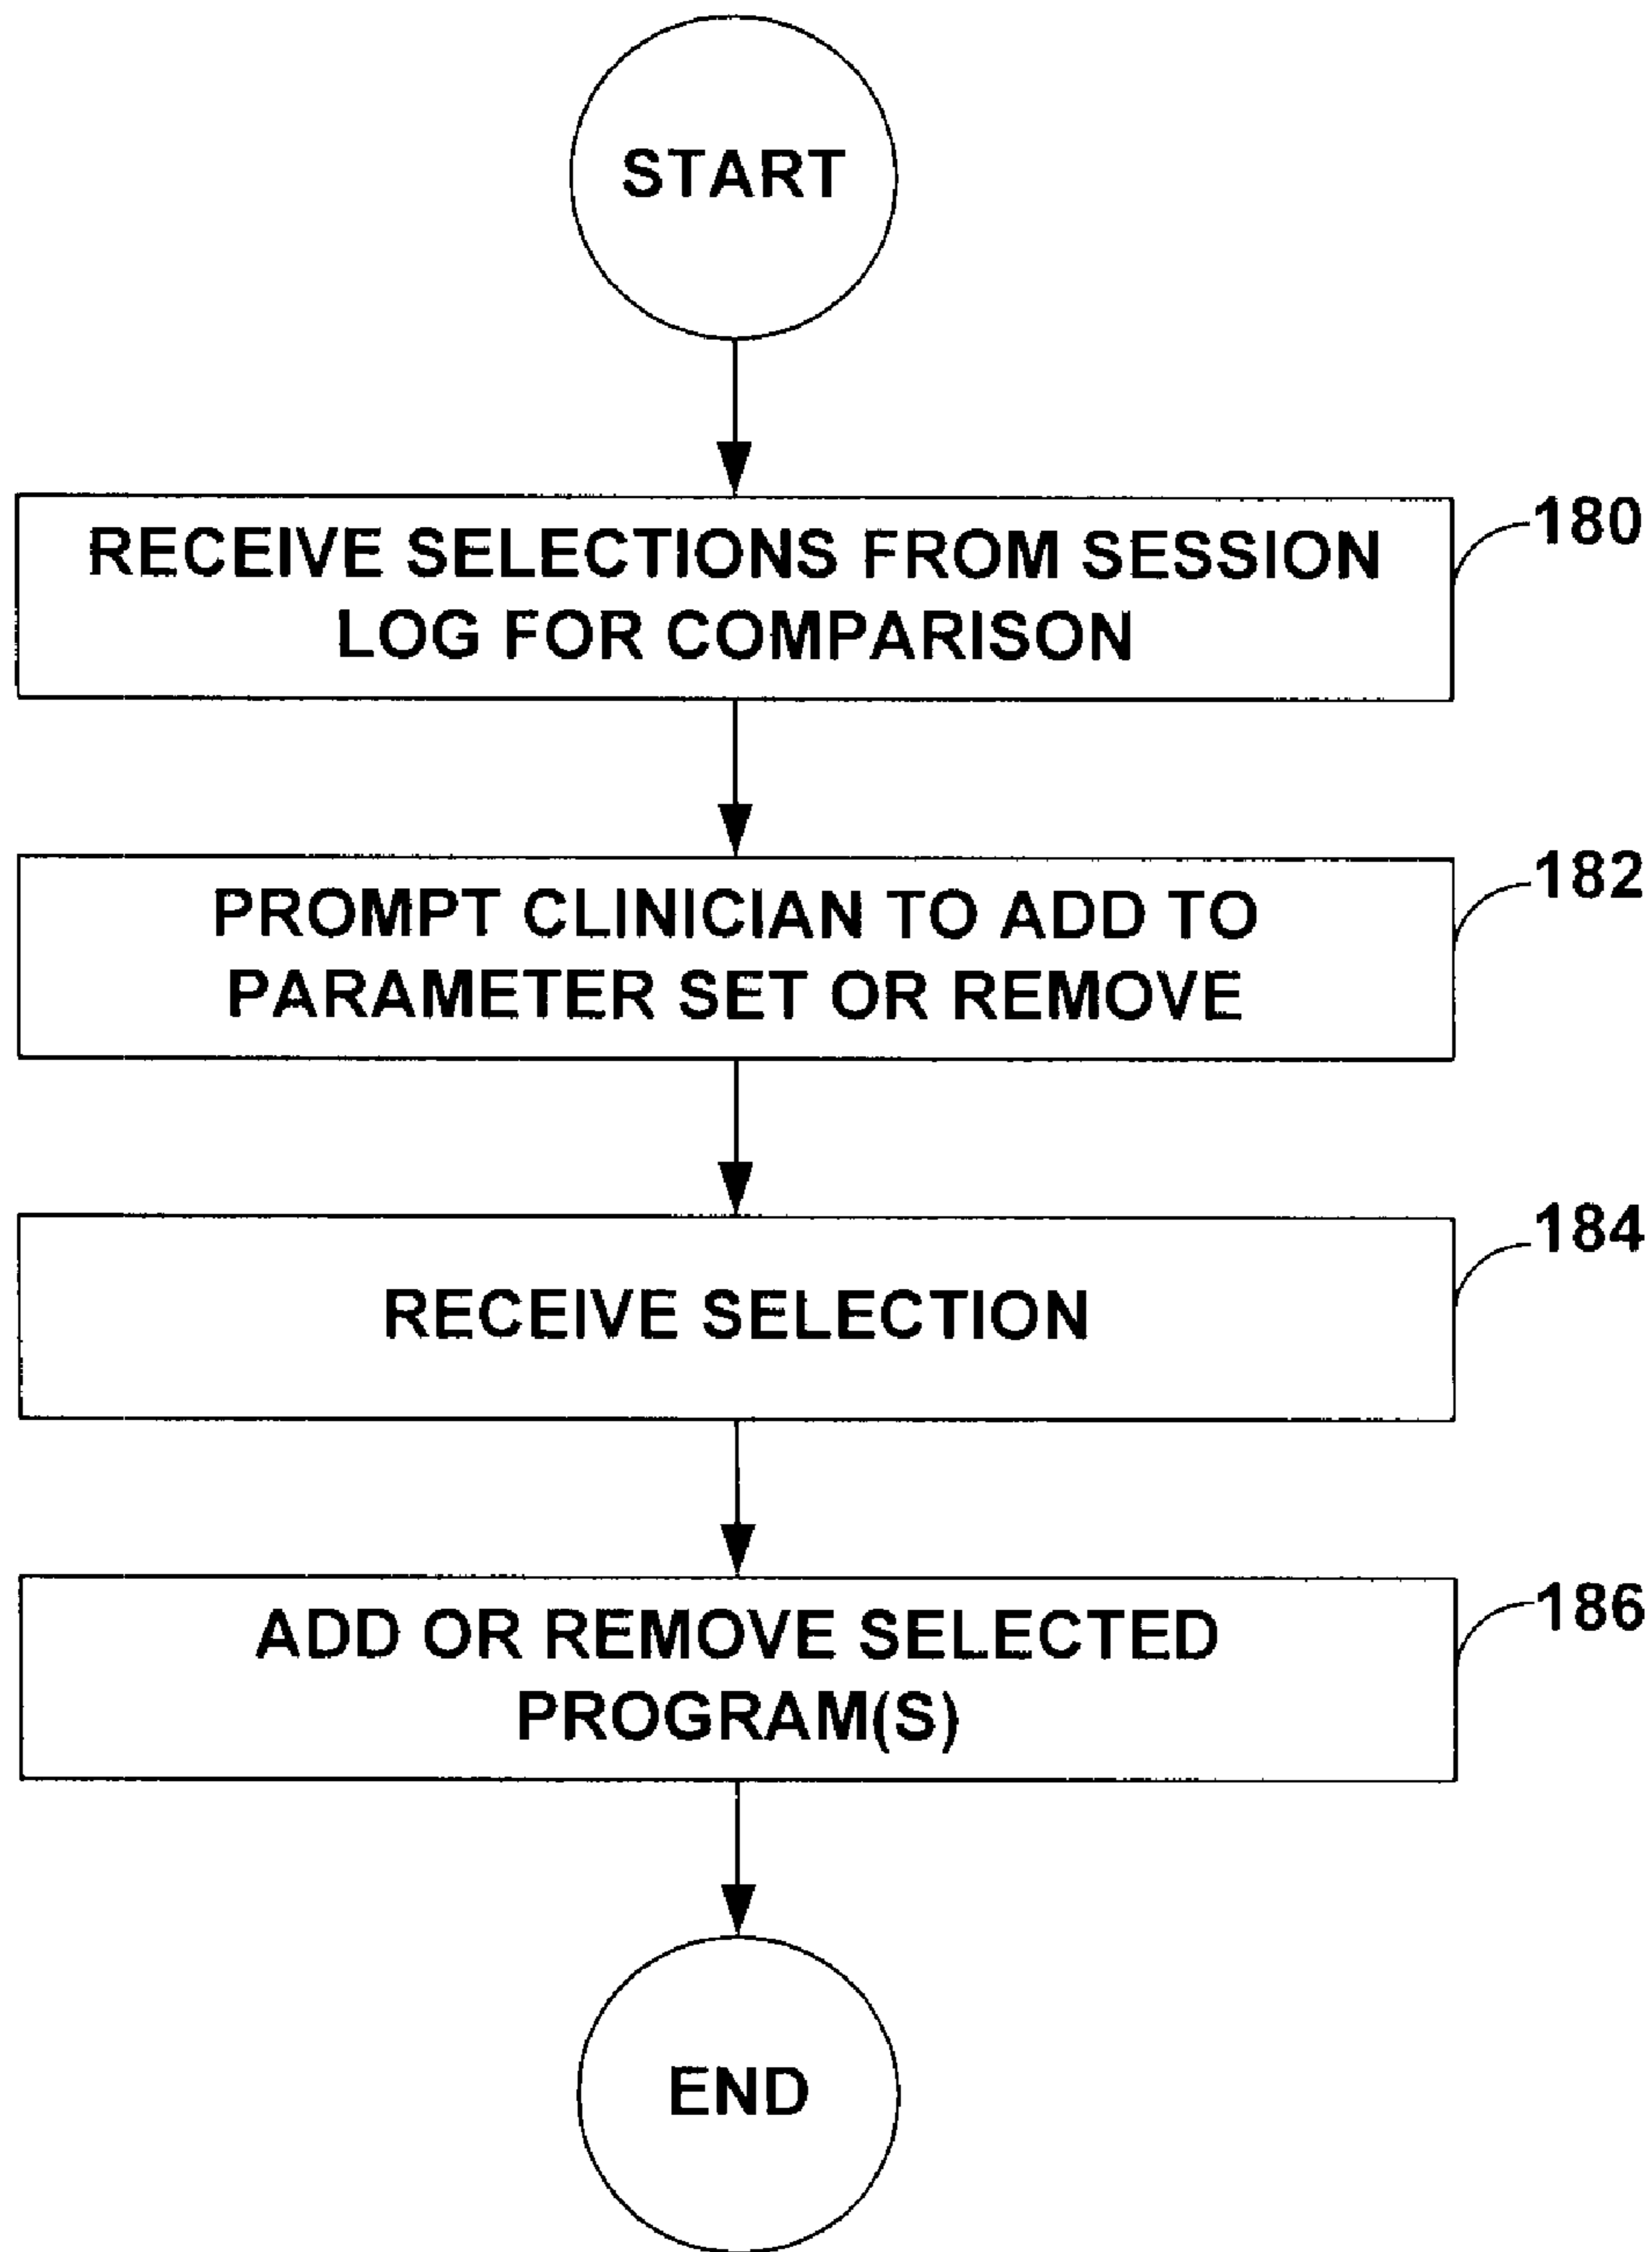 START
RECEIVE SELECTIONS FROM SESSION
LOG FOR COMPARISON
180
PROMPT CLINICIAN TO ADD TO
PARAMETER SET OR REMOVE
182
RECEIVE SELECTION
184
ADD OR REMOVE SELECTED
PROGRAM(S)
186
END